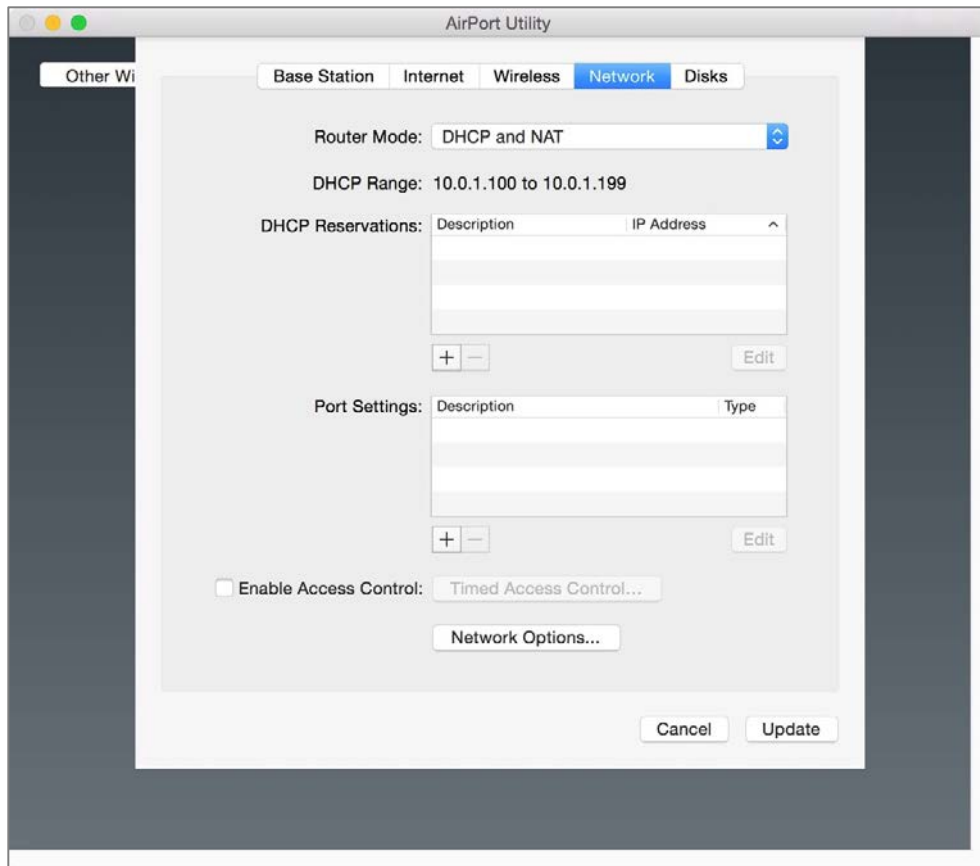 AirPort Utility
Other Wi
Base Station Internet Wireless Network Disks
Router Mode: DHCP and NAT
DHCP Range: 10.0.1.100 to 10.0.1.199
DHCP Reservations: Description IP Address
Edit
Port Settings: Description Type
Edit
Enable Access Control: Timed Access Control...
Network Options...
Cancel Update